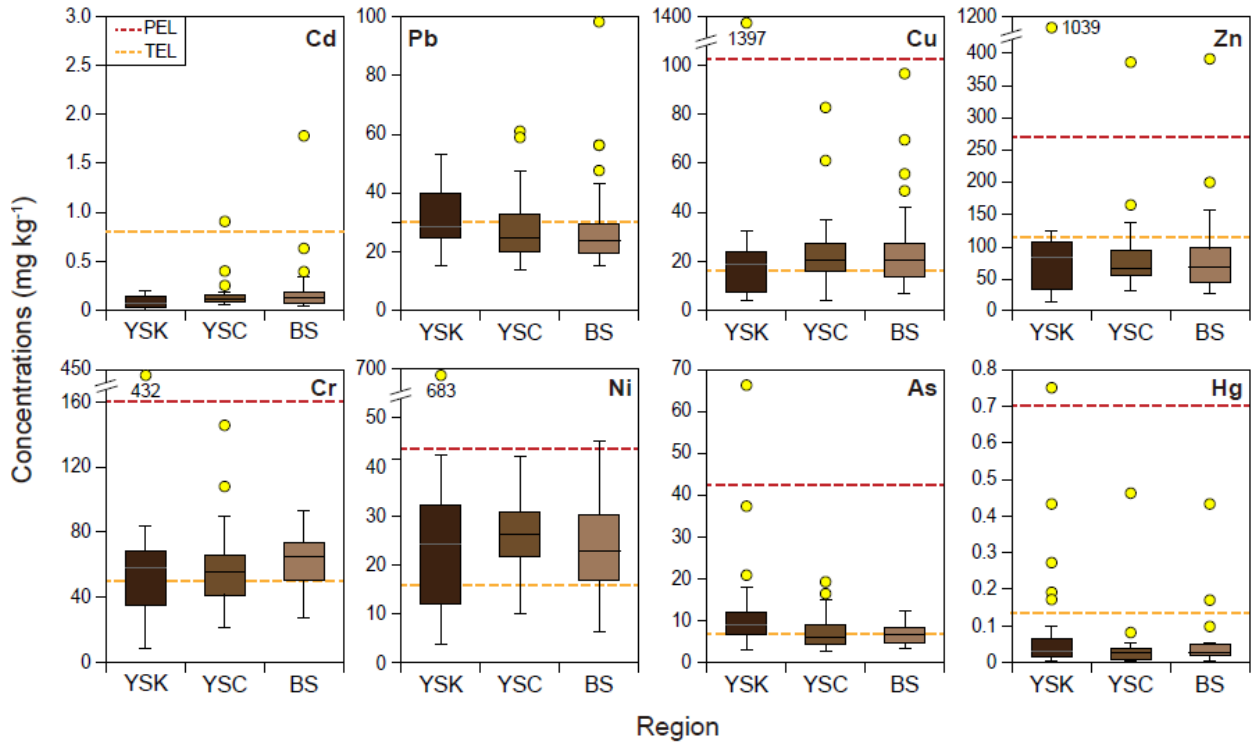 Concentrations (mg kg⁻¹)
3.0
2.5
2.0
1.5
1.0
0.5
0
PEL
TEL
Cd
YSK
YSC
BS
100
80
60
40
20
0
Pb
YSK
YSC
BS
1400
100
80
60
40
20
0
1397
Cu
YSK
YSC
BS
1200
400
350
300
250
200
150
100
50
0
1039
Zn
YSK
YSC
BS
450
160
120
80
40
0
432
Cr
YSK
YSC
BS
700
50
40
30
20
10
0
683
Ni
YSK
YSC
BS
70
60
50
40
30
20
10
0
As
YSK
YSC
BS
0.8
0.7
0.6
0.5
0.4
0.3
0.2
0.1
0
Hg
YSK
YSC
BS
Region